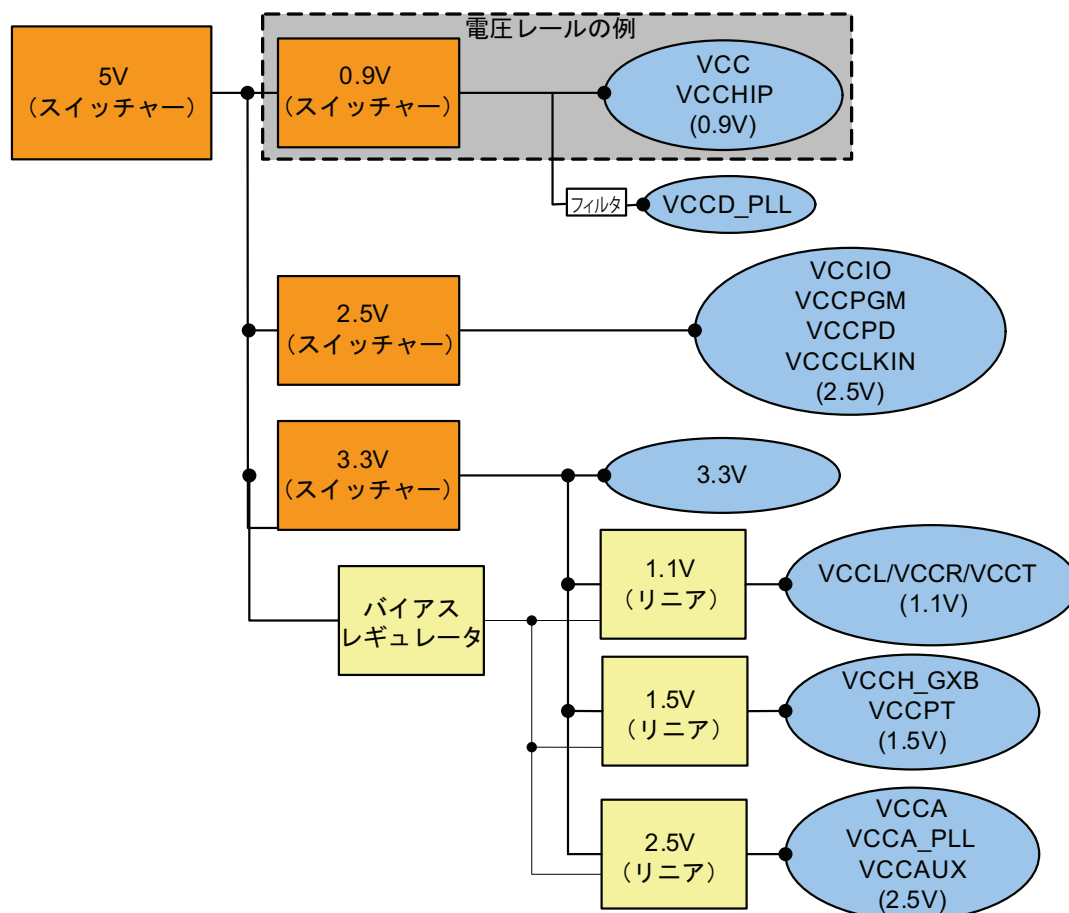 電圧レールの例
5V
（スイッチャー）
0.9V
（スイッチャー）
VCC
VCCHIP
(0.9V)
フィルタ
VCCD_PLL
2.5V
（スイッチャー）
VCCIO
VCCPGM
VCCPD
VCCCLKIN
(2.5V)
3.3V
（スイッチャー）
3.3V
バイアス
レギュレータ
1.1V
（リニア）
VCCL/VCCR/VCCT
(1.1V)
1.5V
（リニア）
VCCH_GXB
VCCPT
(1.5V)
2.5V
（リニア）
VCCA
VCCA_PLL
VCCAUX
(2.5V)